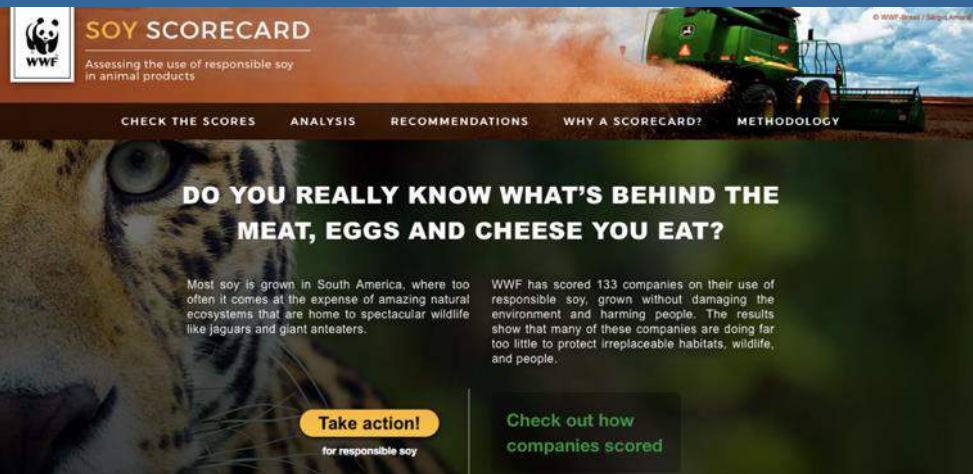 © WWF-Brasil / Sérgio Amaral
WWF
SOY SCORECARD
Assessing the use of responsible soy
in animal products
CHECK THE SCORES ANALYSIS RECOMMENDATIONS WHY A SCORECARD? METHODOLOGY
DO YOU REALLY KNOW WHAT'S BEHIND THE
MEAT, EGGS AND CHEESE YOU EAT?
Most soy is grown in South America, where too
often it comes at the expense of amazing natural
ecosystems that are home to spectacular wildlife
like jaguars and giant anteaters.
WWF has scored 133 companies on their use of
responsible soy, grown without damaging the
environment and harming people. The results
show that many of these companies are doing far
too little to protect irreplaceable habitats, wildlife,
and people.
Take action!
for responsible soy
Check out how
companies scored